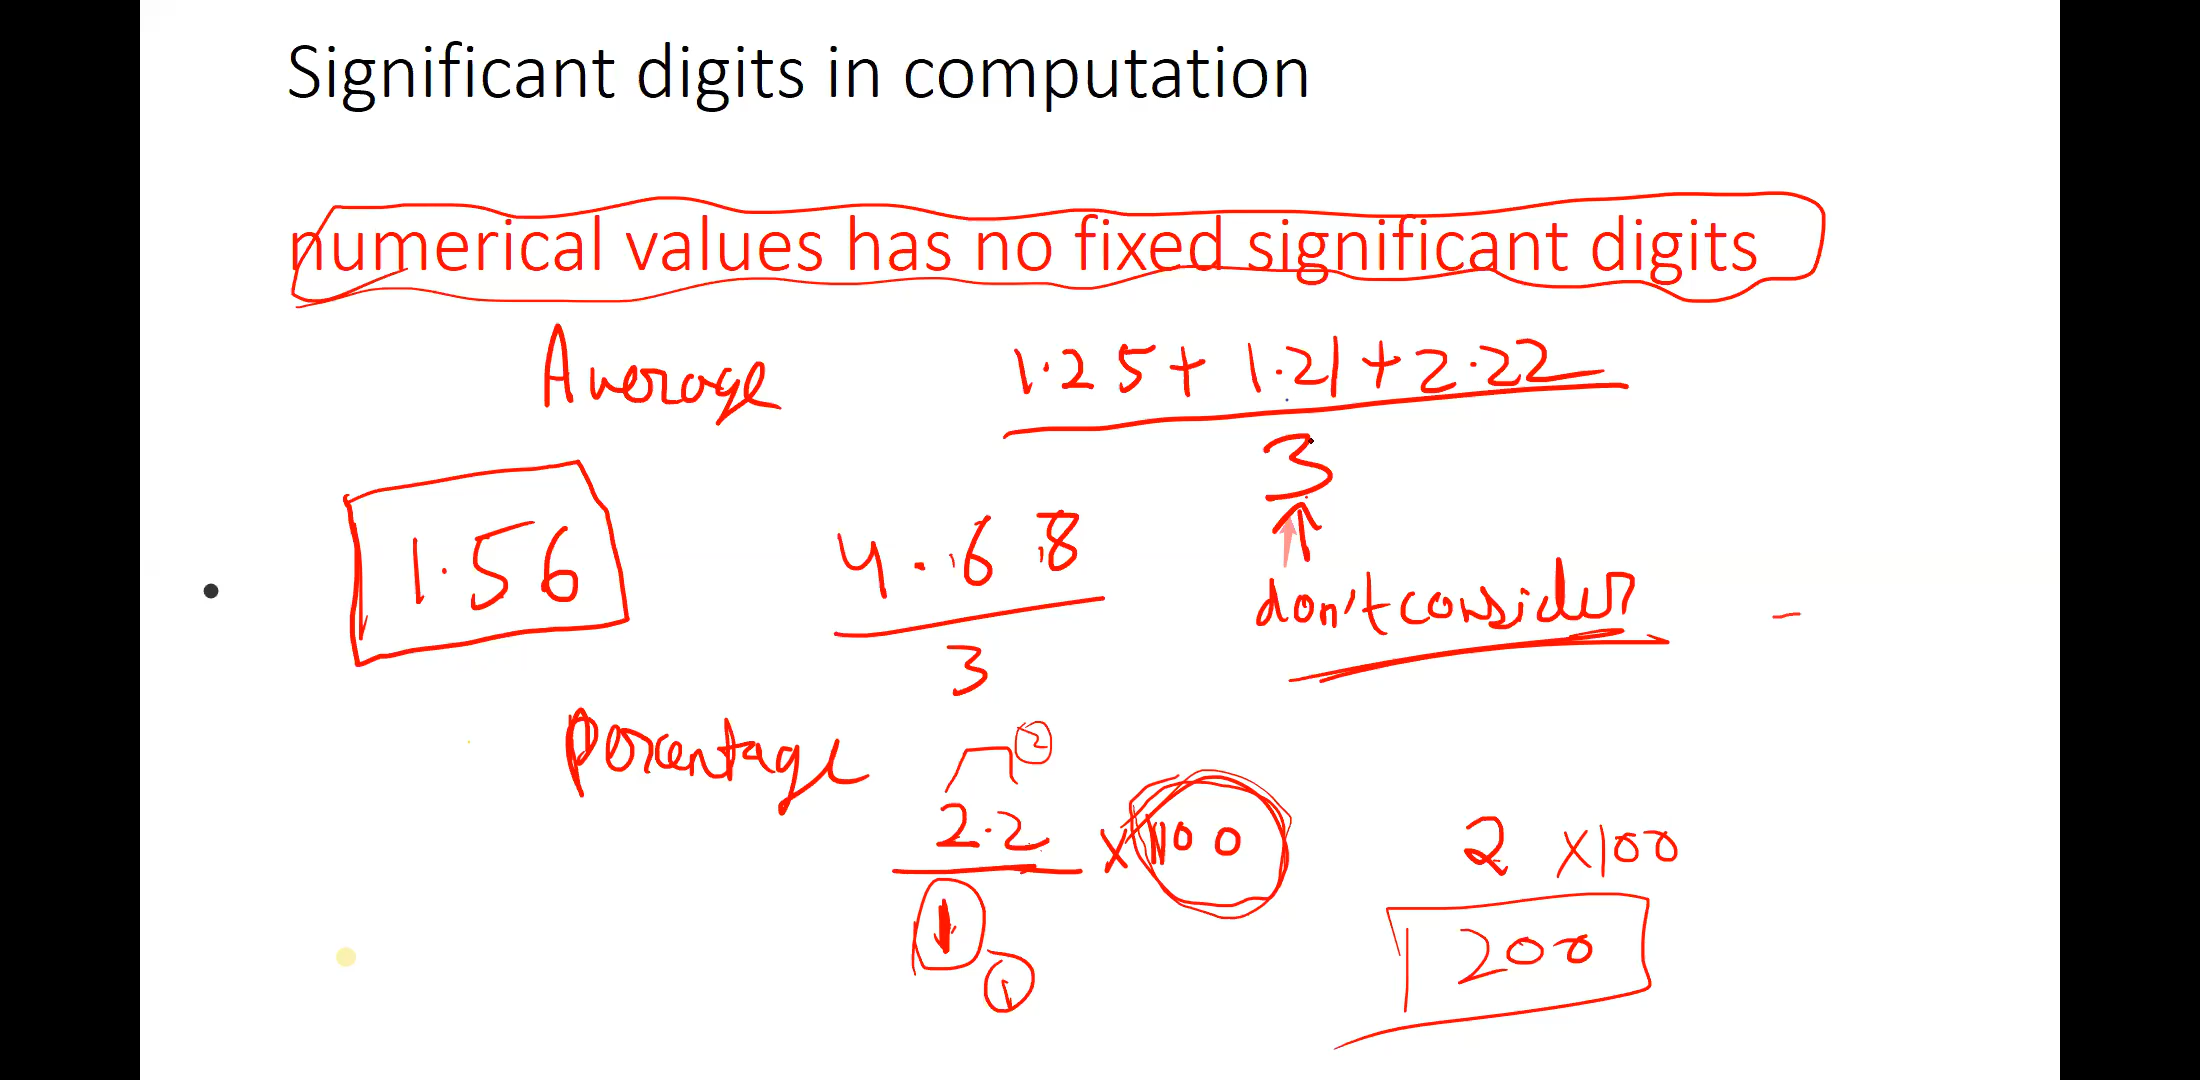 Significant digits in computation
numerical values has no fixed significant digits
Average
1.25 + 1.21 + 2.22
3
1.56
4.68
3
don't consider
Percentage
2
2.2 × 100
1
1
2 × 100
200